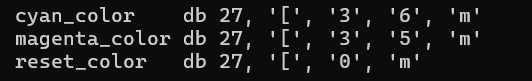 cyan_color    db 27, '[', '3', '6', 'm'
magenta_color db 27, '[', '3', '5', 'm'
reset_color   db 27, '[', '0', 'm'